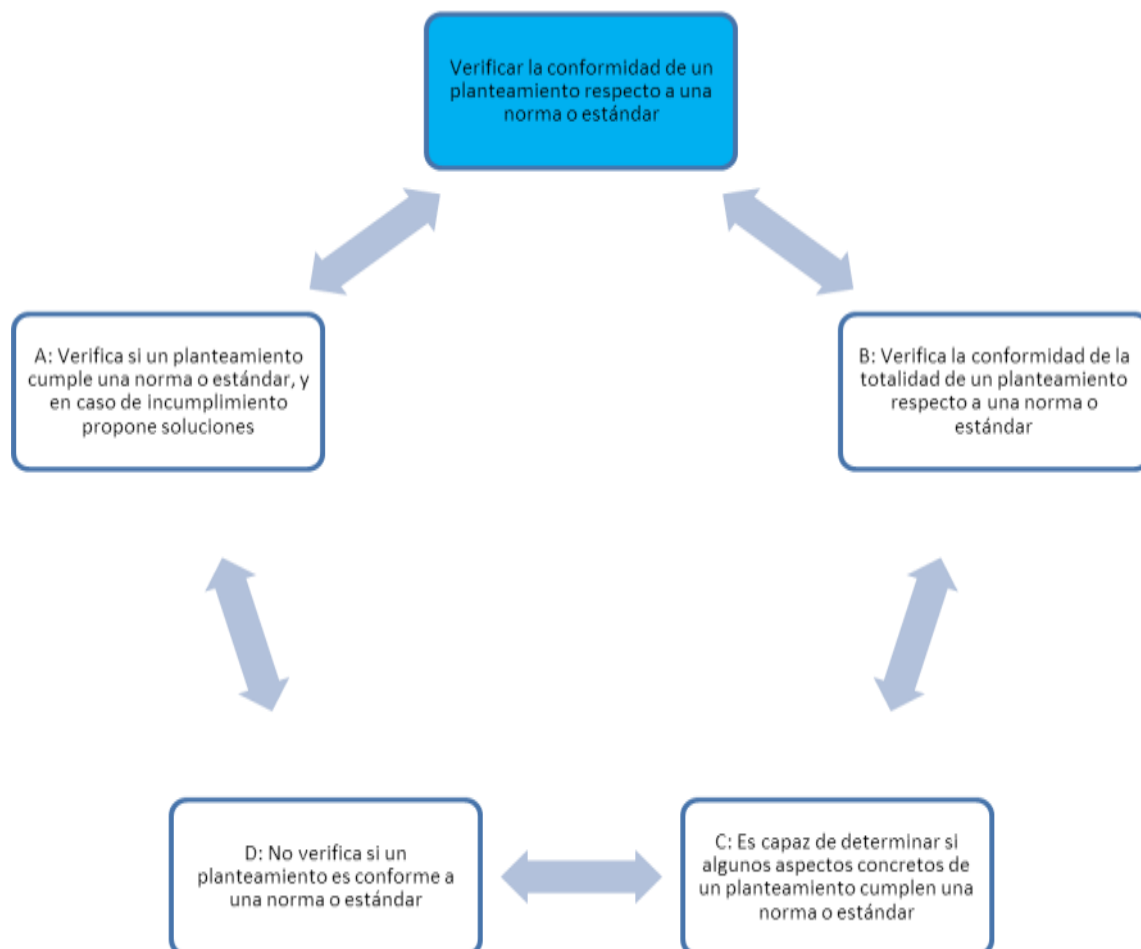 Verificar la conformidad de un
planteamiento respecto a una
norma o estándar
A: Verifica si un planteamiento
cumple una norma o estándar, y
en caso de incumplimiento
propone soluciones
B: Verifica la conformidad de la
totalidad de un planteamiento
respecto a una norma o
estándar
D: No verifica si un
planteamiento es conforme a
una norma o estándar
C: Es capaz de determinar si
algunos aspectos concretos de
un planteamiento cumplen una
norma o estándar